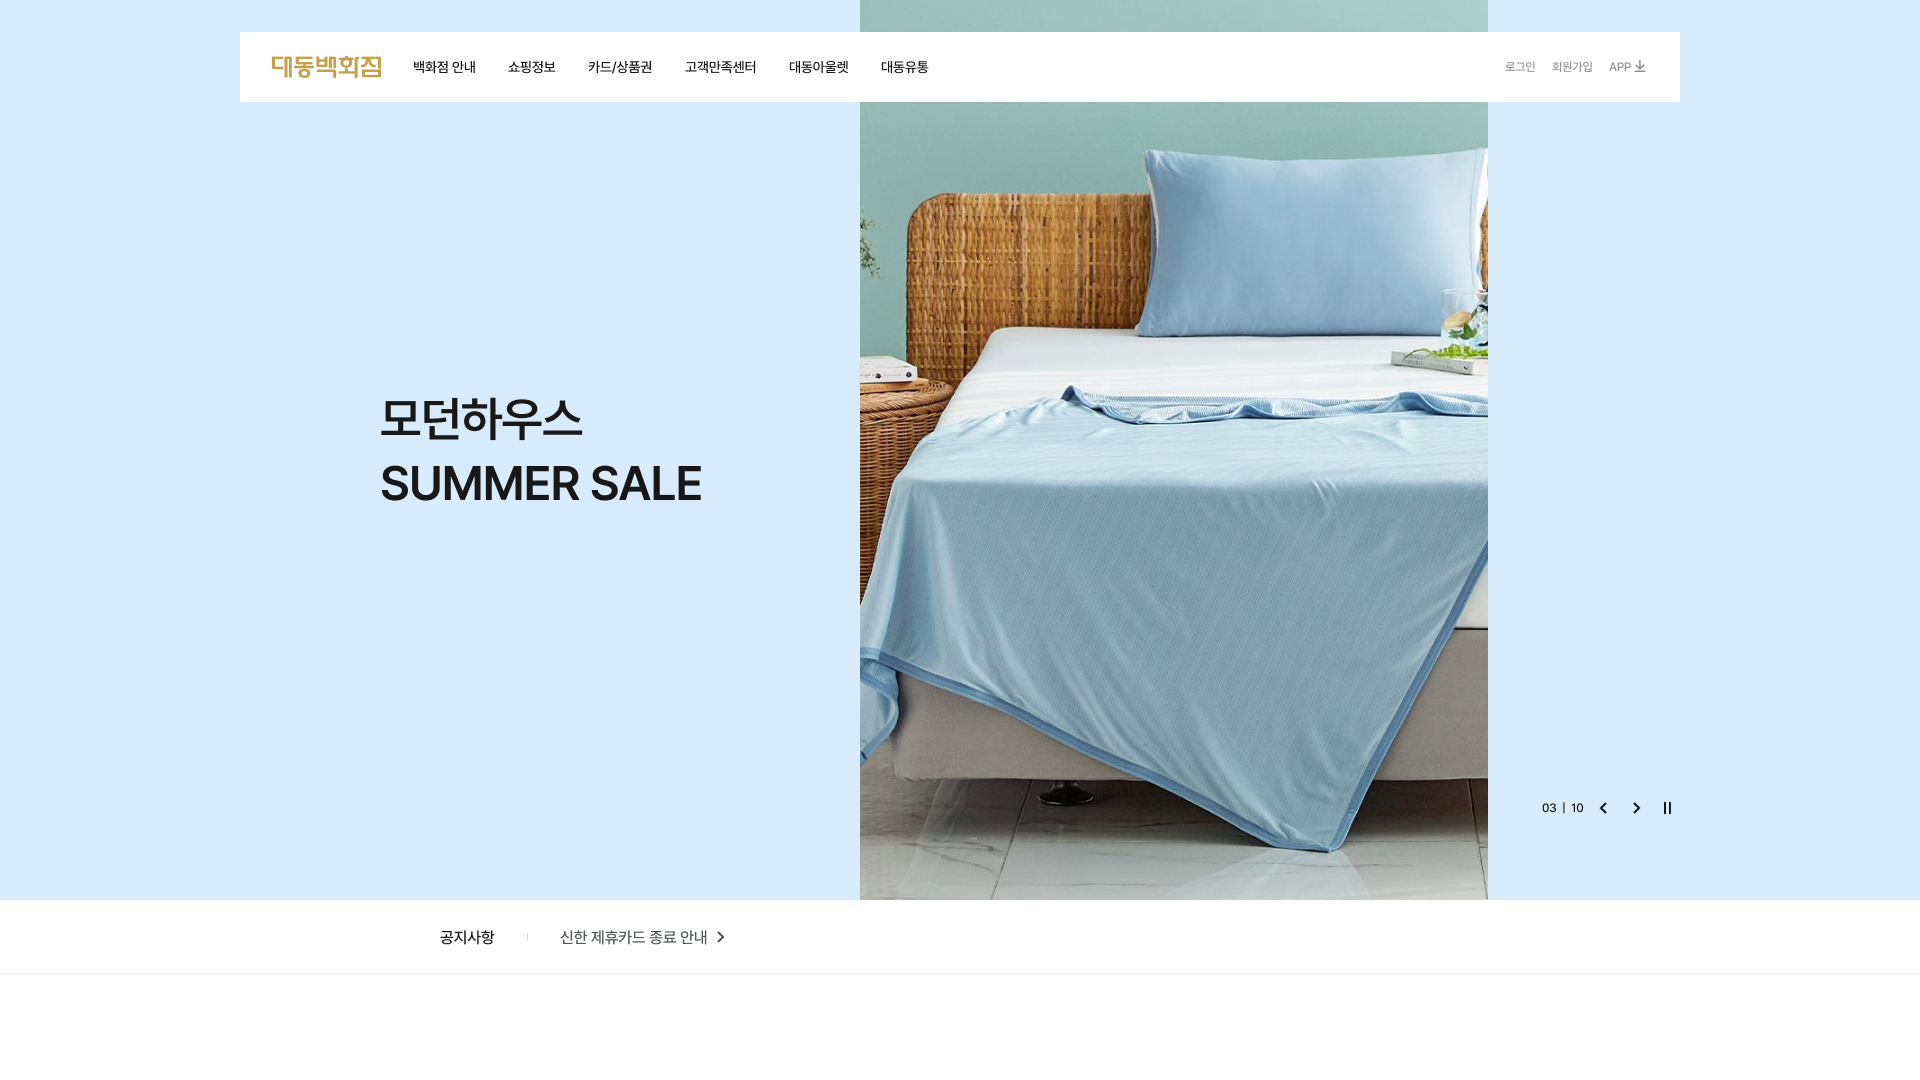 대동백화점
백화점 안내
쇼핑정보
카드/상품권
고객만족센터
대동아울렛
대동유통
로그인
회원가입
APP
모던하우스
SUMMER SALE
03 | 10
공지사항
신한 제휴카드 종료 안내